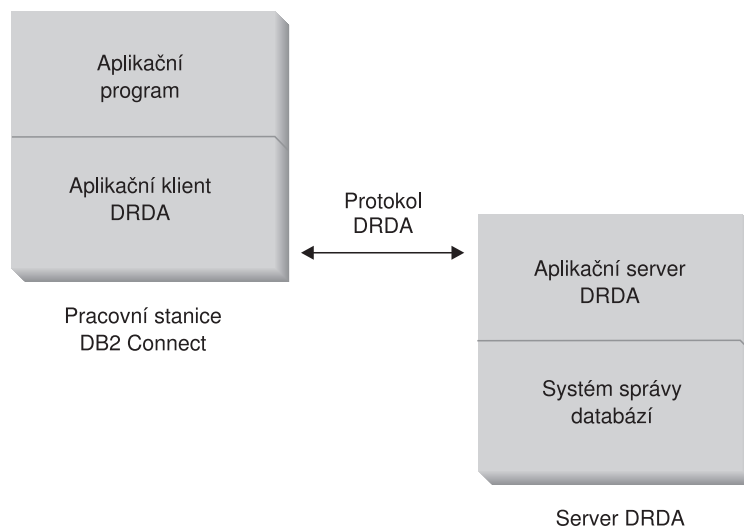 Aplikační
program
Aplikační klient
DRDA
Pracovní stanice
DB2 Connect
Protokol
DRDA
Aplikační server
DRDA
Systém správy
databází
Server DRDA